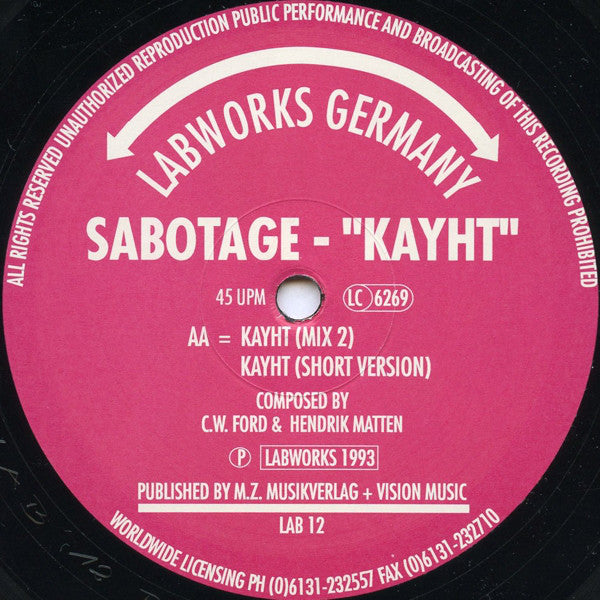 ALL RIGHTS RESERVED UNAUTHORIZED REPRODUCTION PUBLIC PERFORMANCE AND BROADCASTING OF THIS RECORDING PROHIBITED
LABWORKS GERMANY
SABOTAGE - "KAYHT"
45 UPM LC 6269
AA = KAYHT (MIX 2)
KAYHT (SHORT VERSION)
COMPOSED BY
C.W. FORD & HENDRIK MATTEN
Ⓟ LABWORKS 1993
PUBLISHED BY M.Z. MUSIKVERLAG + VISION MUSIC
LAB 12
WORLDWIDE LICENSING PH (0)6131-232557 FAX (0)6131-232710